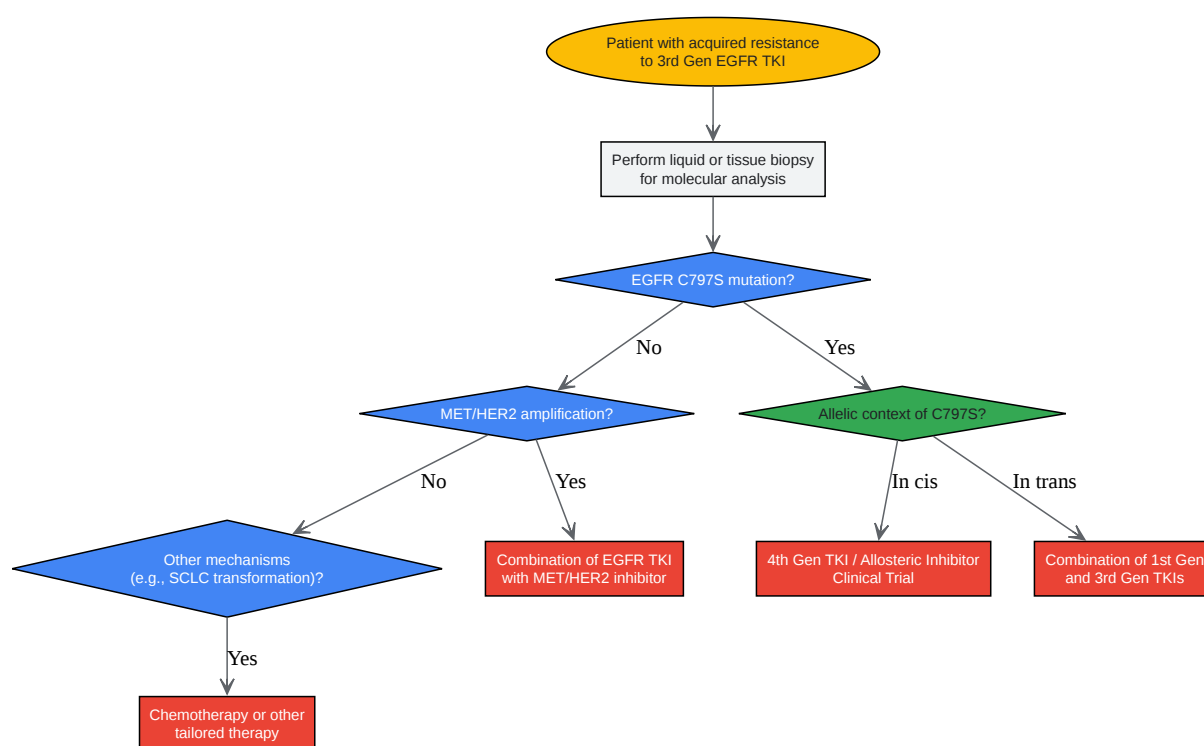 Patient with acquired resistance
to 3rd Gen EGFR TKI
Perform liquid or tissue biopsy
for molecular analysis
EGFR C797S mutation?
No
Yes
MET/HER2 amplification?
Allelic context of C797S?
No
Yes
In cis
In trans
Other mechanisms
(e.g., SCLC transformation)?
Combination of EGFR TKI
with MET/HER2 inhibitor
4th Gen TKI / Allosteric Inhibitor
Clinical Trial
Combination of 1st Gen
and 3rd Gen TKIs
Yes
Chemotherapy or other
tailored therapy